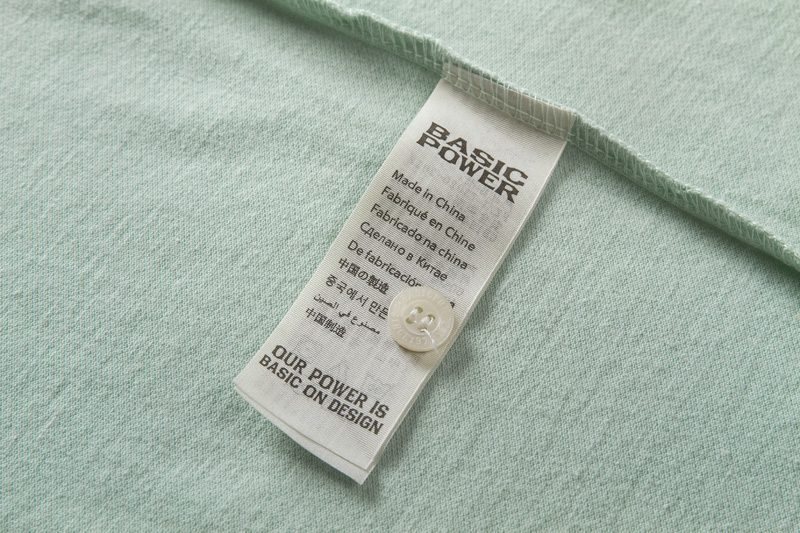 BASIC
POWER
Made in China
Fabriqué en Chine
Fabricado na china
Сделано в Китае
De fabricación
中国の製造
중국에서 만든
مصنوع في الصين
中国制造
OUR POWER IS
BASIC ON DESIGN